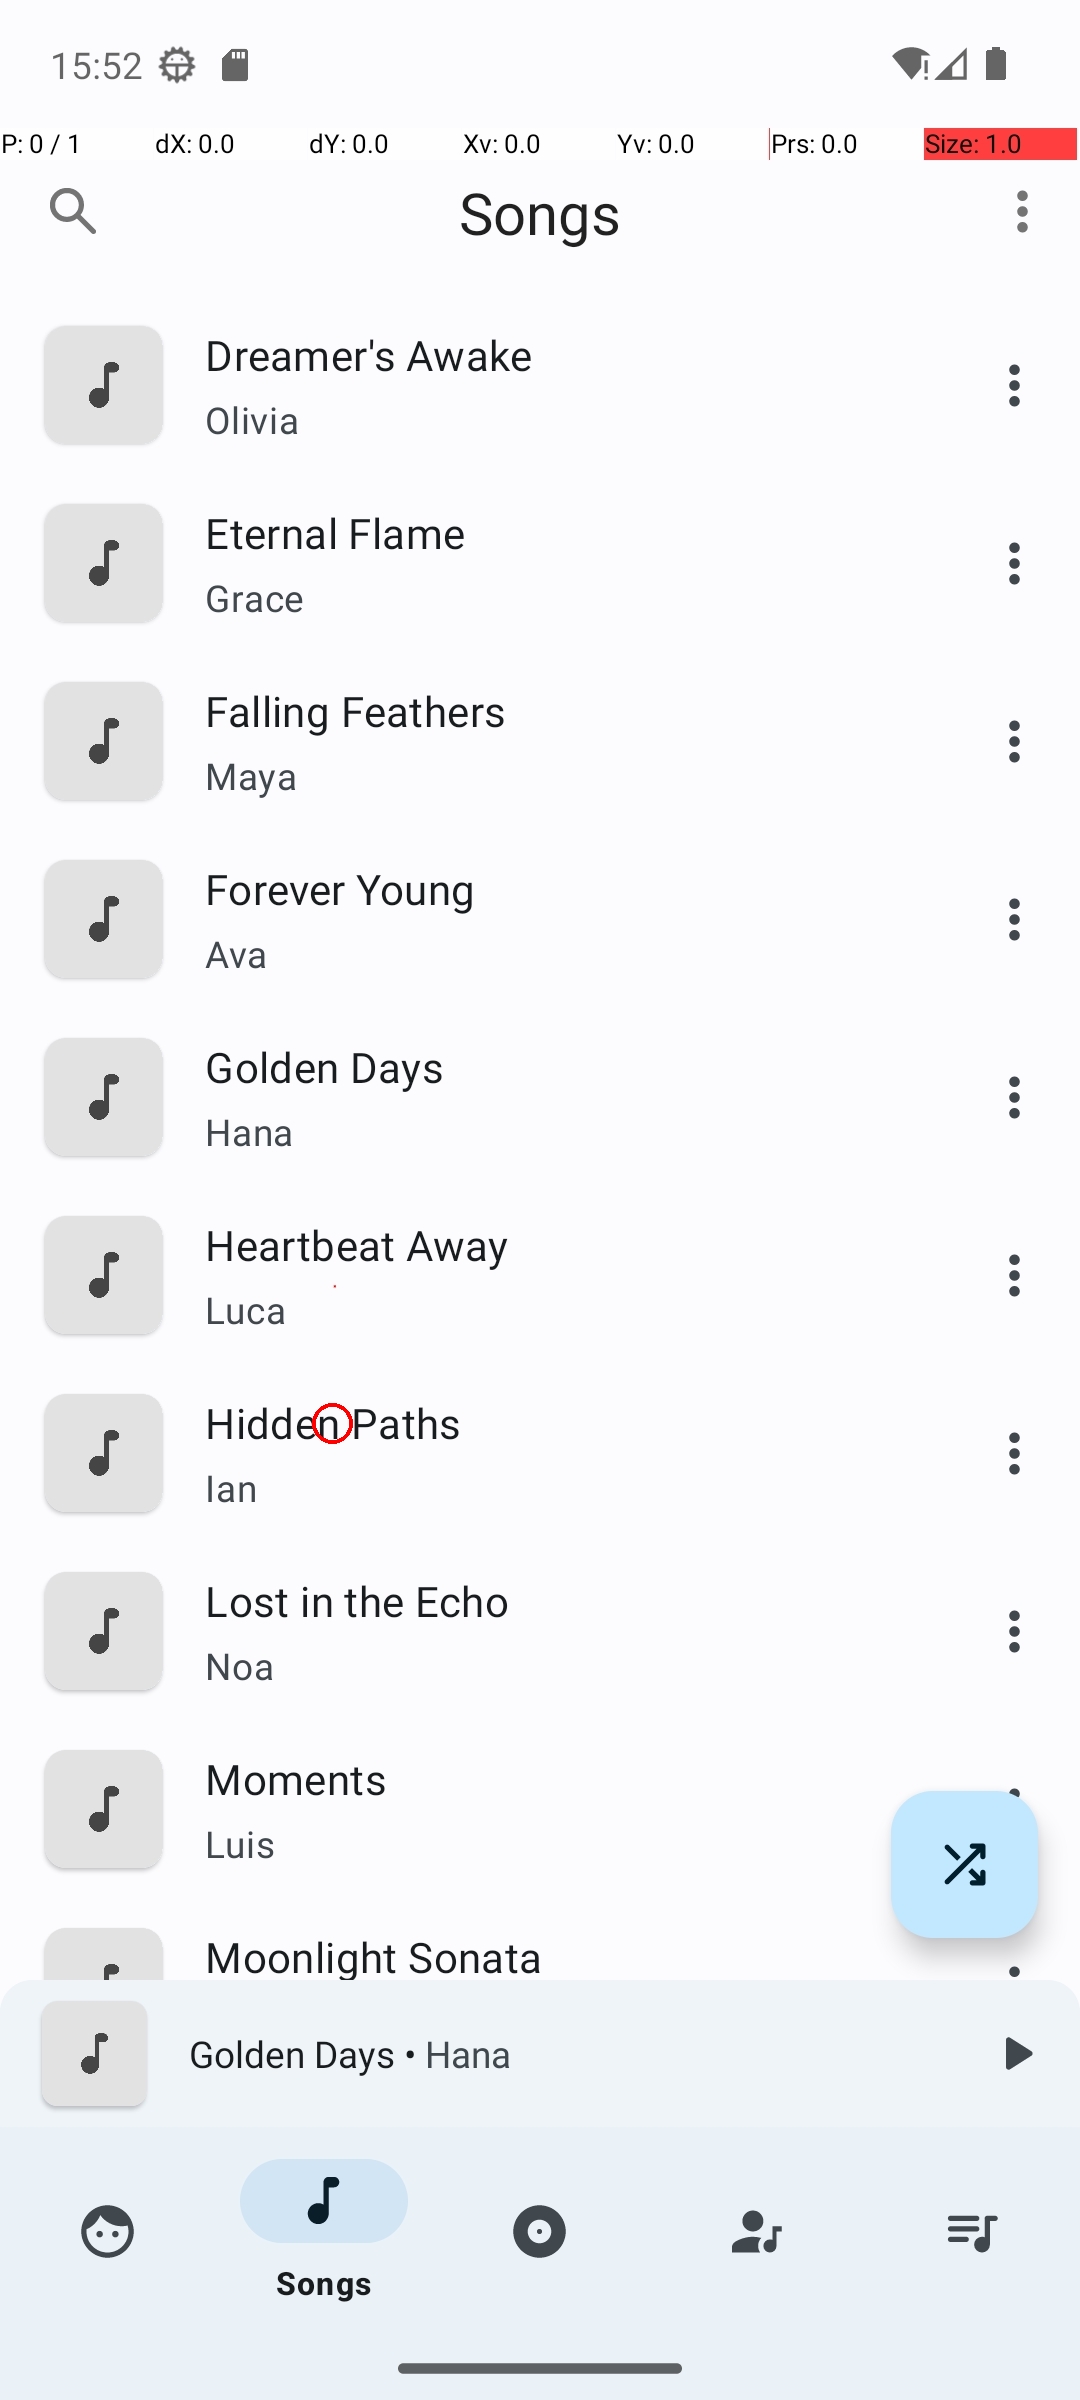 15:52
P: 0 / 1 dX: 0.0 dY: 0.0 Xv: 0.0 Yv: 0.0 Prs: 0.0 Size: 1.0
Songs
Dreamer's Awake
Olivia
Eternal Flame
Grace
Falling Feathers
Maya
Forever Young
Ava
Golden Days
Hana
Heartbeat Away
Luca
Hidden Paths
Ian
Lost in the Echo
Noa
Moments
Luis
Moonlight Sonata
Golden Days • Hana
Songs